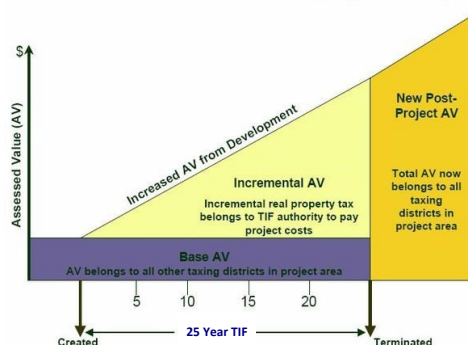 $
Assessed Value (AV)
Increased AV from Development
New Post-
Project AV
Incremental AV
Incremental real property tax
belongs to TIF authority to pay
project costs
Total AV now
belongs to all
taxing
districts in
project area
Base AV
AV belongs to all other taxing districts in project area
5 10 15 20
25 Year TIF
Created
Terminated